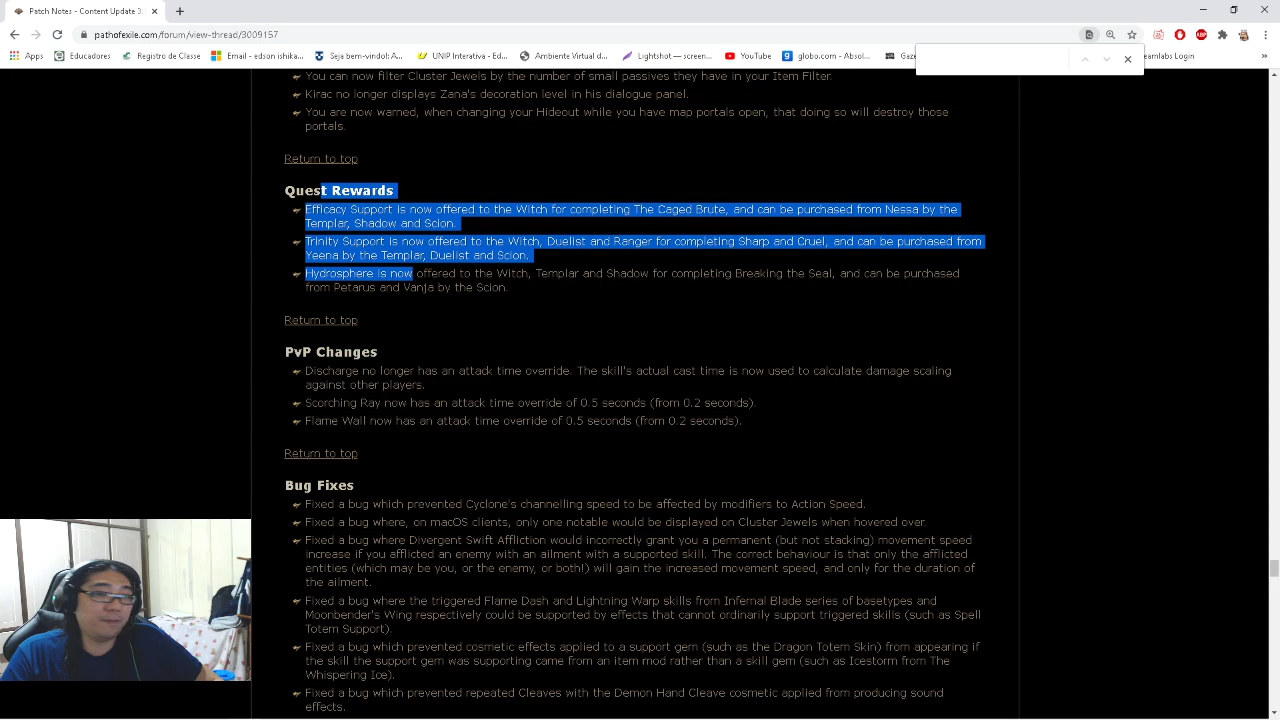 Patch Notes - Content Update 3.
pathofexile.com/forum/view-thread/3009157
Apps
Educadores
Registro de Classe
Email - edson ishika...
Seja bem-vindo!: A...
UNIP Interativa - Ed...
Ambiente Virtual d...
Lightshot — screen...
YouTube
globo.com - Absol...
Gaze
eamlabs Login
You can now filter Cluster Jewels by the number of small passives they have in your Item Filter.
Kirac no longer displays Zana's decoration level in his dialogue panel.
You are now warned, when changing your Hideout while you have map portals open, that doing so will destroy those
portals.
Return to top
Quest Rewards
Efficacy Support is now offered to the Witch for completing The Caged Brute, and can be purchased from Nessa by the
Templar, Shadow and Scion.
Trinity Support is now offered to the Witch, Duelist and Ranger for completing Sharp and Cruel, and can be purchased from
Yeena by the Templar, Duelist and Scion.
Hydrosphere is now offered to the Witch, Templar and Shadow for completing Breaking the Seal, and can be purchased
from Petarus and Vanja by the Scion.
Return to top
PvP Changes
Discharge no longer has an attack time override. The skill's actual cast time is now used to calculate damage scaling
against other players.
Scorching Ray now has an attack time override of 0.5 seconds (from 0.2 seconds).
Flame Wall now has an attack time override of 0.5 seconds (from 0.2 seconds).
Return to top
Bug Fixes
Fixed a bug which prevented Cyclone's channelling speed to be affected by modifiers to Action Speed.
Fixed a bug where, on macOS clients, only one notable would be displayed on Cluster Jewels when hovered over.
Fixed a bug where Divergent Swift Affliction would incorrectly grant you a permanent (but not stacking) movement speed
increase if you afflicted an enemy with an ailment with a supported skill. The correct behaviour is that only the afflicted
entities (which may be you, or the enemy, or both!) will gain the increased movement speed, and only for the duration of
the ailment.
Fixed a bug where the triggered Flame Dash and Lightning Warp skills from Infernal Blade series of basetypes and
Moonbender's Wing respectively could be supported by effects that cannot ordinarily support triggered skills (such as Spell
Totem Support).
Fixed a bug which prevented cosmetic effects applied to a support gem (such as the Dragon Totem Skin) from appearing if
the skill the support gem was supporting came from an item mod rather than a skill gem (such as Icestorm from The
Whispering Ice).
Fixed a bug which prevented repeated Cleaves with the Demon Hand Cleave cosmetic applied from producing sound
effects.